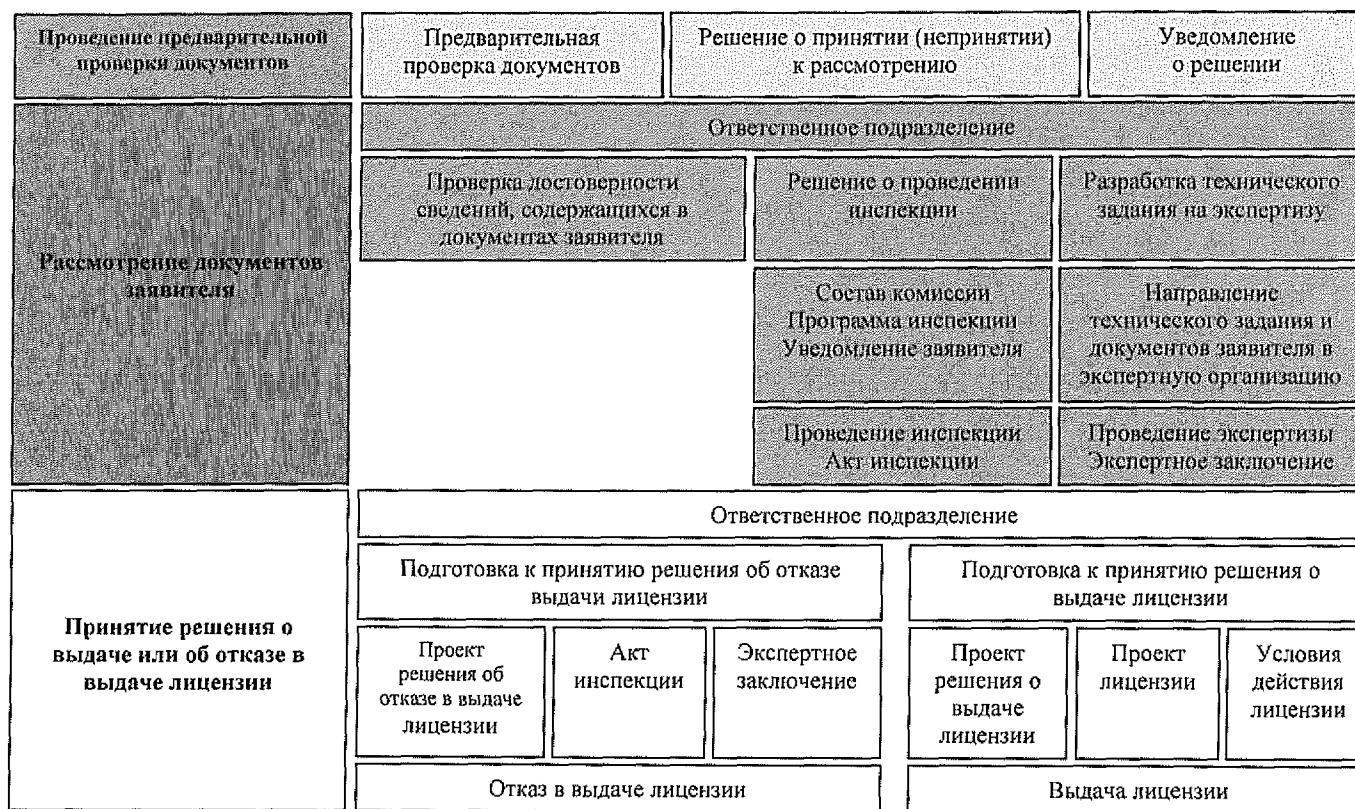 Проведение предварительной
проверки документов
Предварительная
проверка документов
Решение о принятии (непринятии)
к рассмотрению
Уведомление
о решении
Рассмотрение документов
заявителя
Ответственное подразделение
Проверка достоверности
сведений, содержащихся в
документах заявителя
Решение о проведении
инспекции
Разработка технического
задания на экспертизу
Состав комиссии
Программа инспекции
Уведомление заявителя
Направление
технического задания и
документов заявителя в
экспертную организацию
Проведение инспекции
Акт инспекции
Проведение экспертизы
Экспертное заключение
Принятие решения о
выдаче или об отказе в
выдаче лицензии
Ответственное подразделение
Подготовка к принятию решения об отказе
выдачи лицензии
Подготовка к принятию решения о
выдаче лицензии
Проект
решения об
отказе в выдаче
лицензии
Акт
инспекции
Экспертное
заключение
Проект
решения о
выдаче
лицензии
Проект
лицензии
Условия
действия
лицензии
Отказ в выдаче лицензии
Выдача лицензии